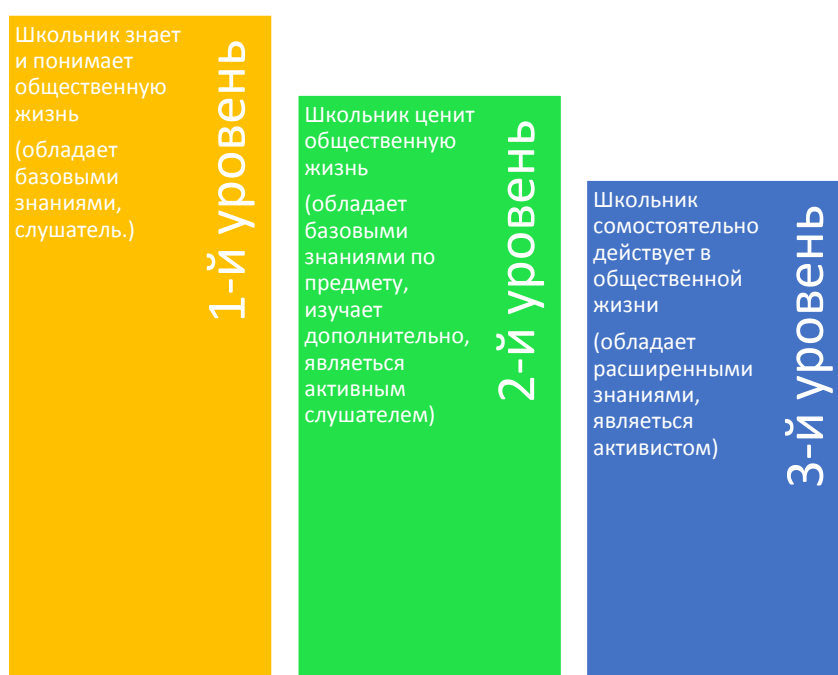 Школьник знает
и понимает
общественную
жизнь
(обладает
базовыми
знаниями,
слушатель.)
1-й уровень
Школьник ценит
общественную
жизнь
(обладает
базовыми
знаниями по
предмету,
изучает
дополнительно,
являеться
активным
слушателем)
2-й уровень
Школьник
сомостоятельно
действует в
общественной
жизни
(обладает
расширенными
знаниями,
являеться
активистом)
3-й уровень